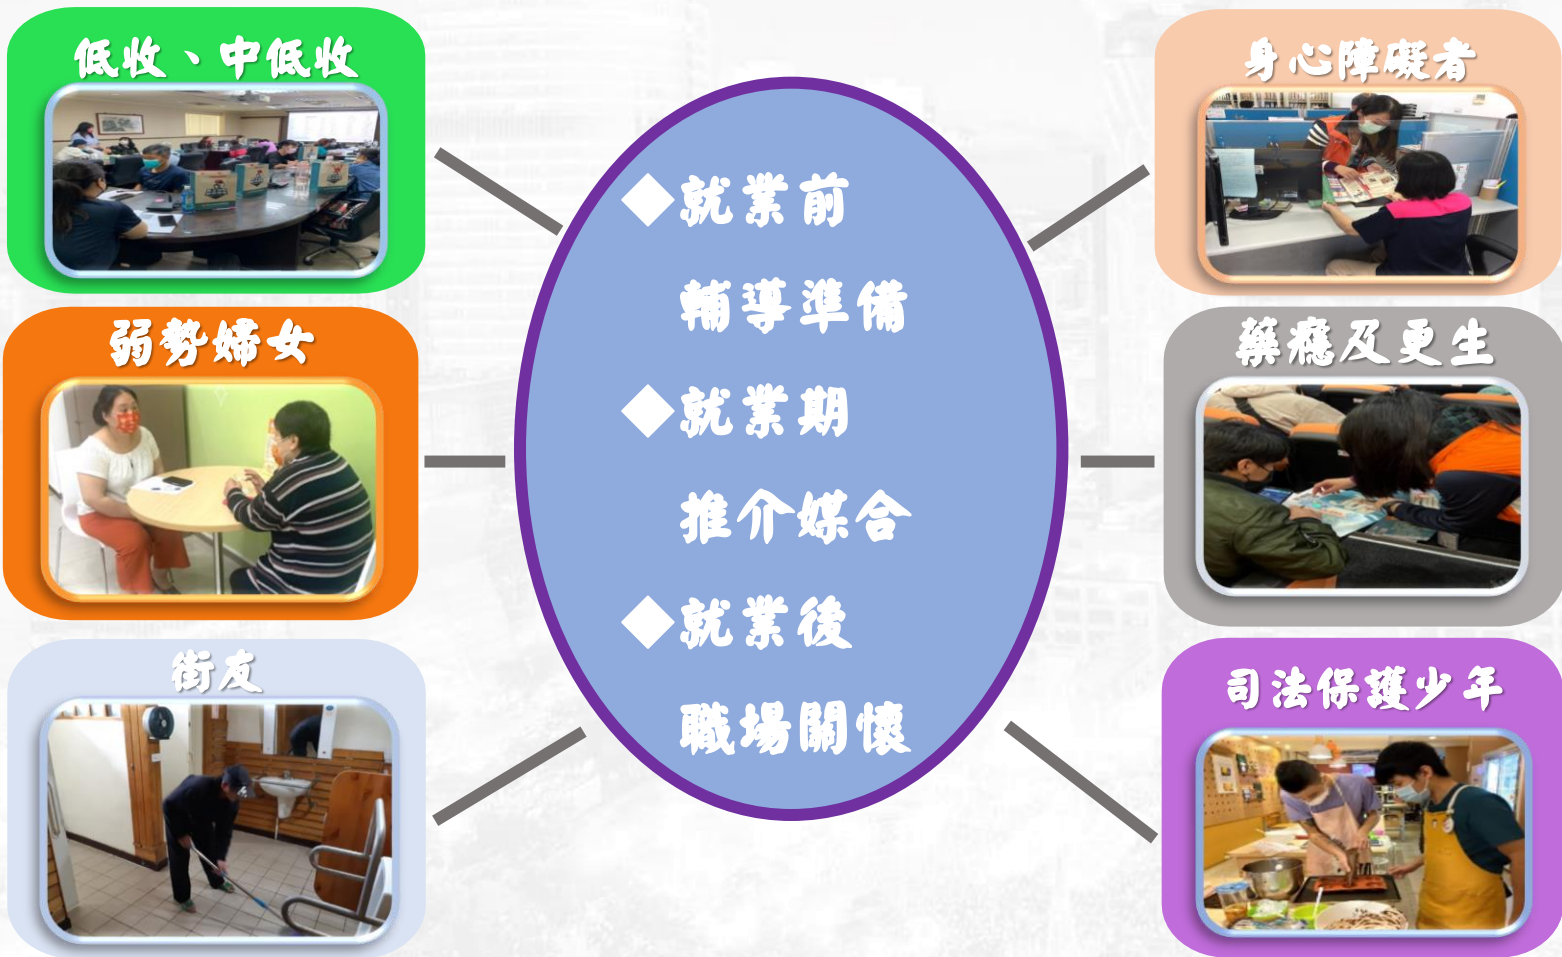 低收、中低收
弱勢婦女
街友
◆就業前
輔導準備
◆就業期
推介媒合
◆就業後
職場關懷
身心障礙者
藥癮及更生
司法保護少年